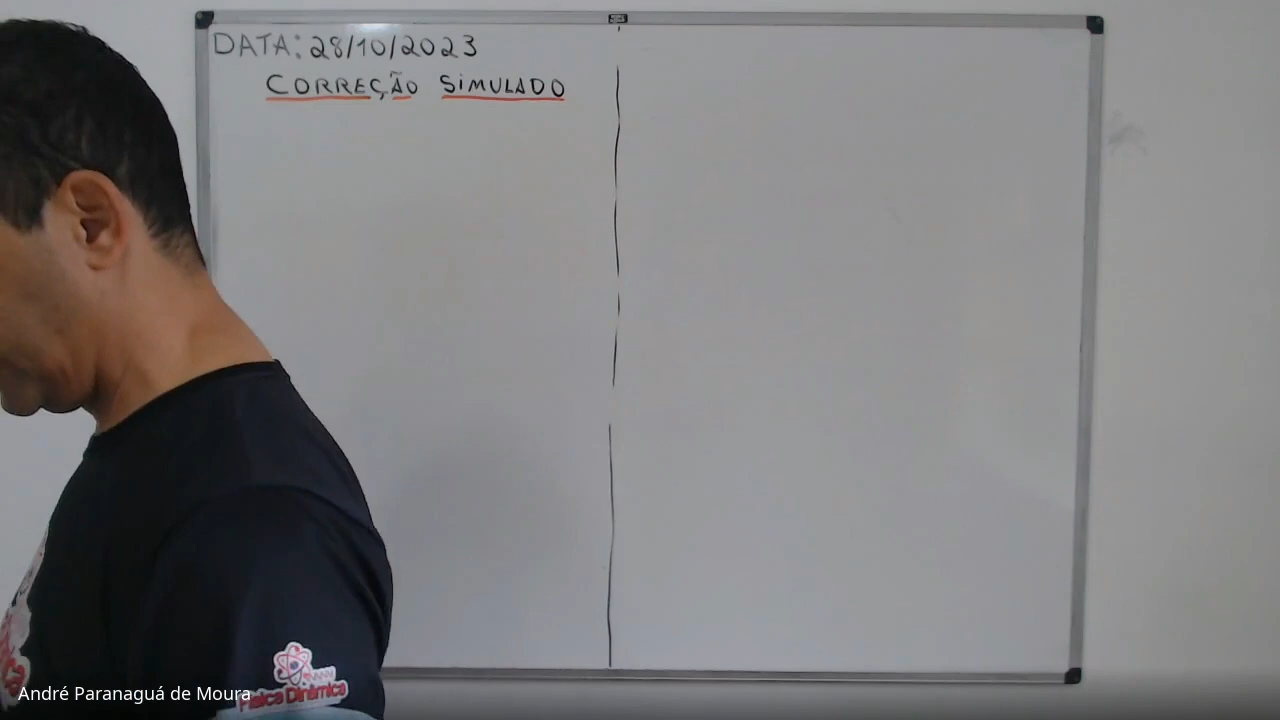 DATA: 28/10/2023
CORREÇÃO SIMULADO
Física Dinâmica
André Paranaguá de Moura